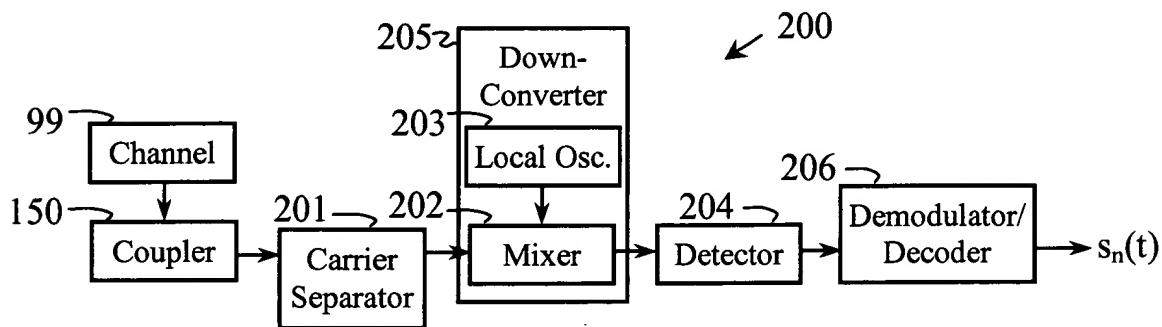 205
200
Down-
Converter
99
203
Channel
Local Osc.
206
150
201
202
204
Coupler
Carrier
Separator
Mixer
Detector
Demodulator/
Decoder
sn(t)